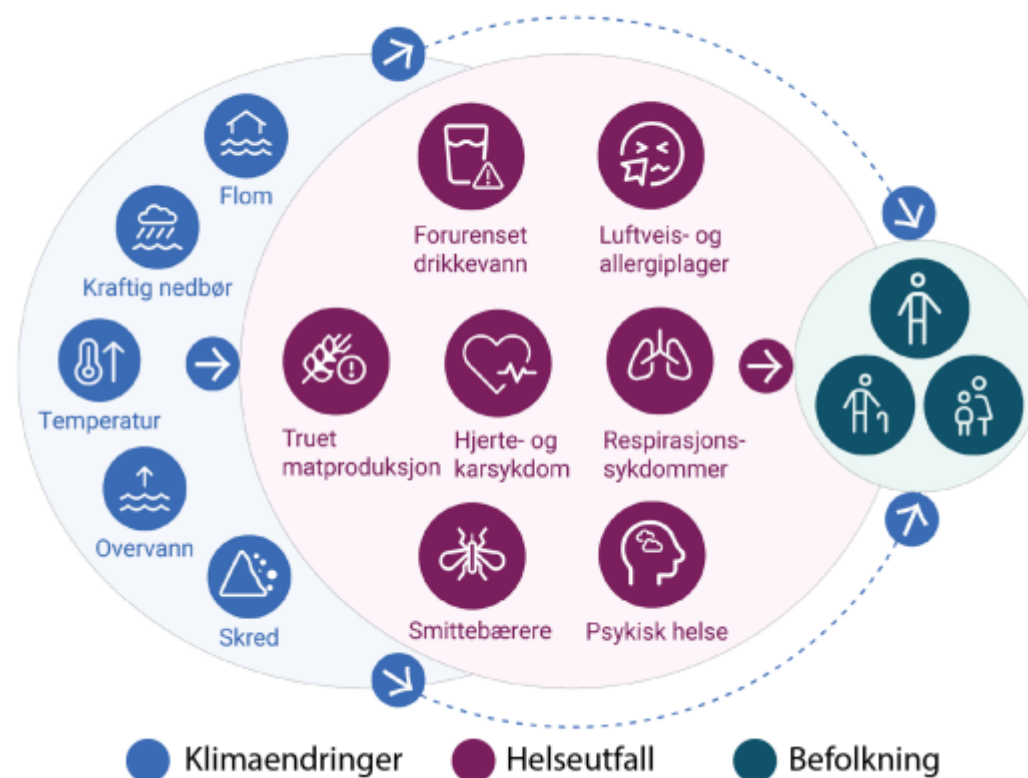 Flom
Kraftig nedbør
Temperatur
Overvann
Skred
Forurenset
drikkevann
Luftveis- og
allergiplager
Truet
matproduksjon
Hjerte- og
karsykdom
Respirasjons-
sykdommer
Smittebærere
Psykisk helse
Klimaendringer
Helseutfall
Befolkning